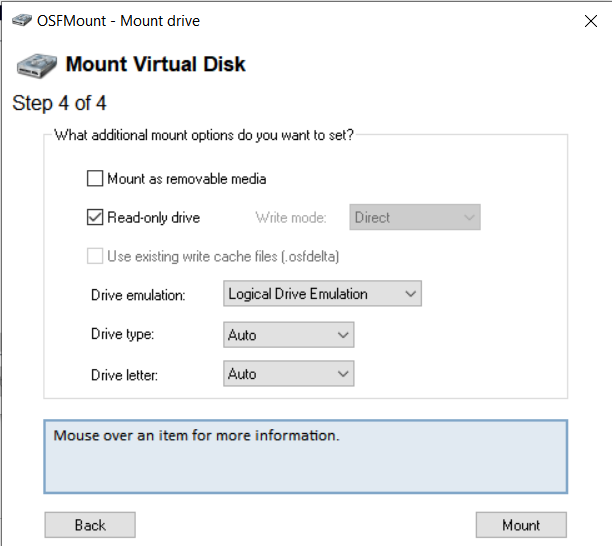 OSFMount - Mount drive
Mount Virtual Disk
Step 4 of 4
What additional mount options do you want to set?
Mount as removable media
Read-only drive Write mode: Direct
Use existing write cache files (.osfdelta)
Drive emulation: Logical Drive Emulation
Drive type: Auto
Drive letter: Auto
Mouse over an item for more information.
Back Mount